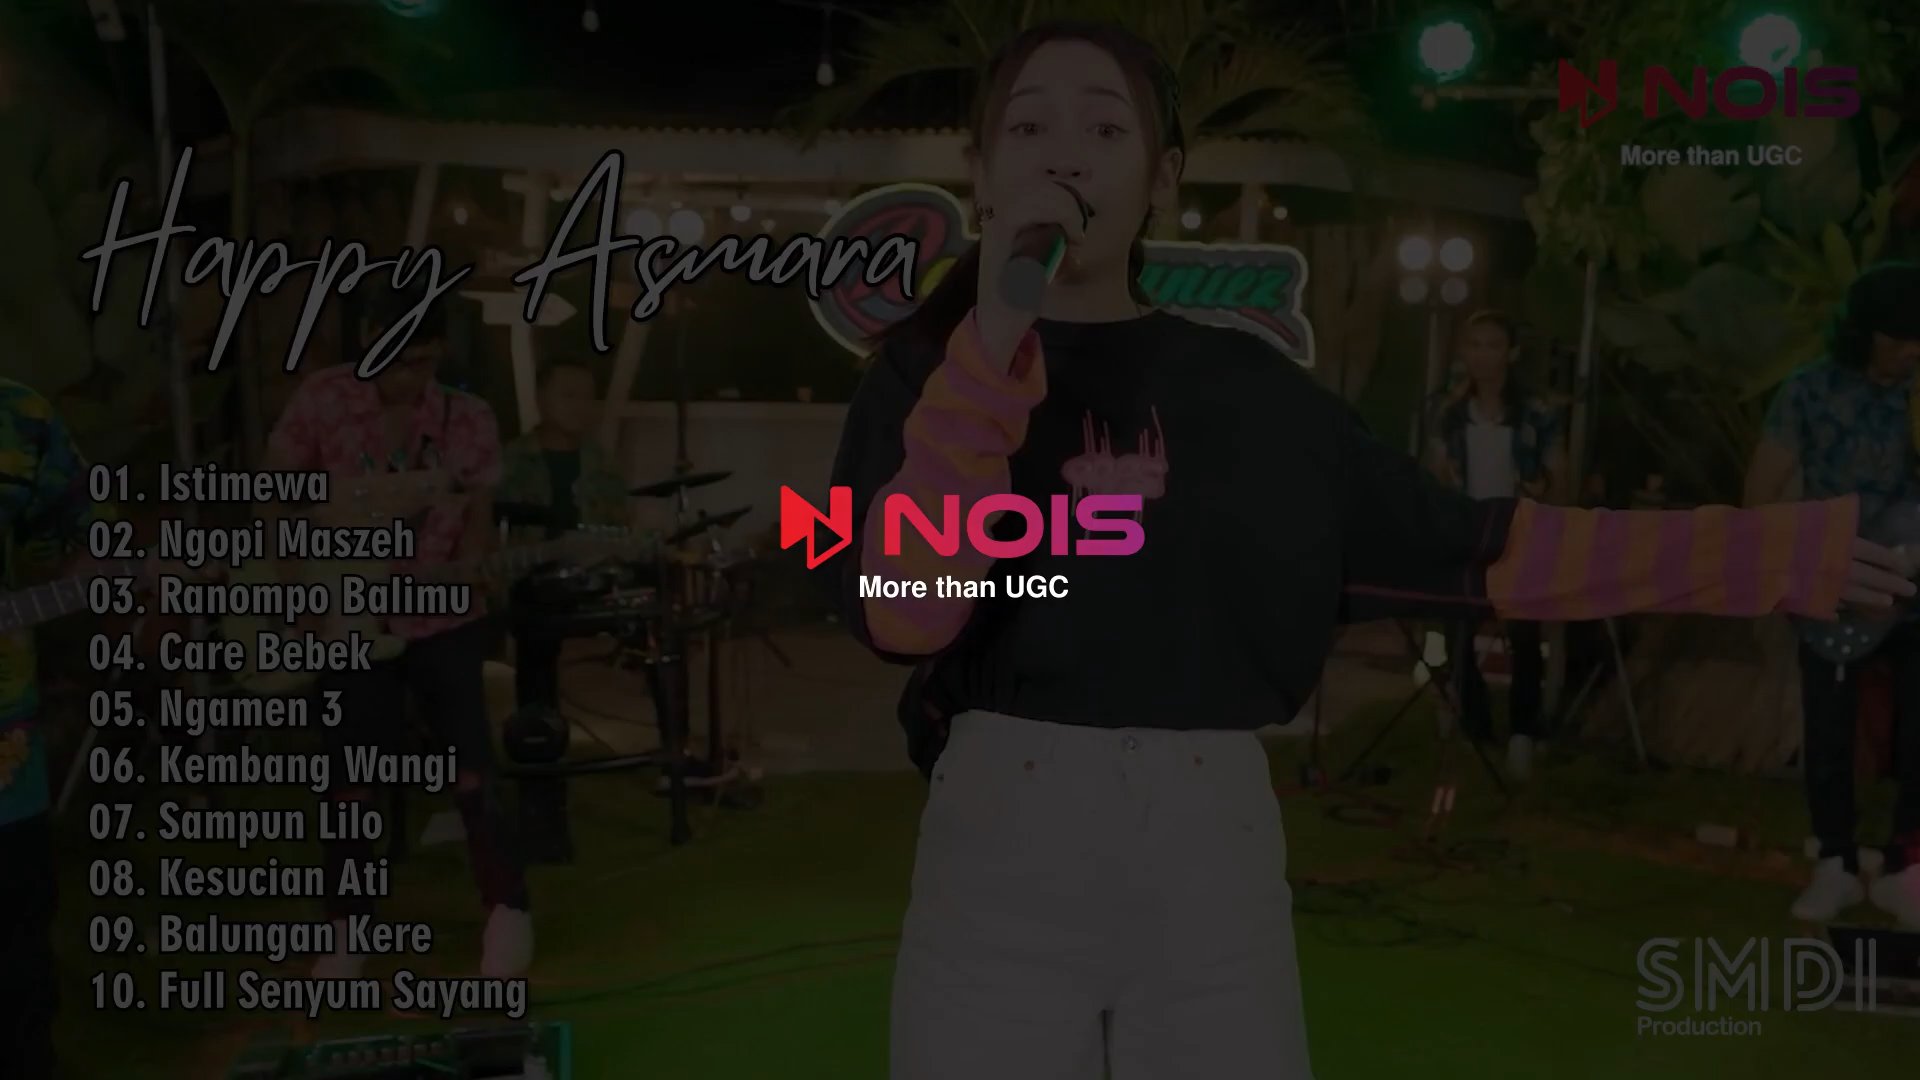 NOIS
More than UGC
Happy Asmara
01. Istimewa
02. Ngopi Maszeh
03. Ranompo Balimu
04. Care Bebek
05. Ngamen 3
06. Kembang Wangi
07. Sampun Lilo
08. Kesucian Ati
09. Balungan Kere
10. Full Senyum Sayang
NOIS
More than UGC
SMDI
Production